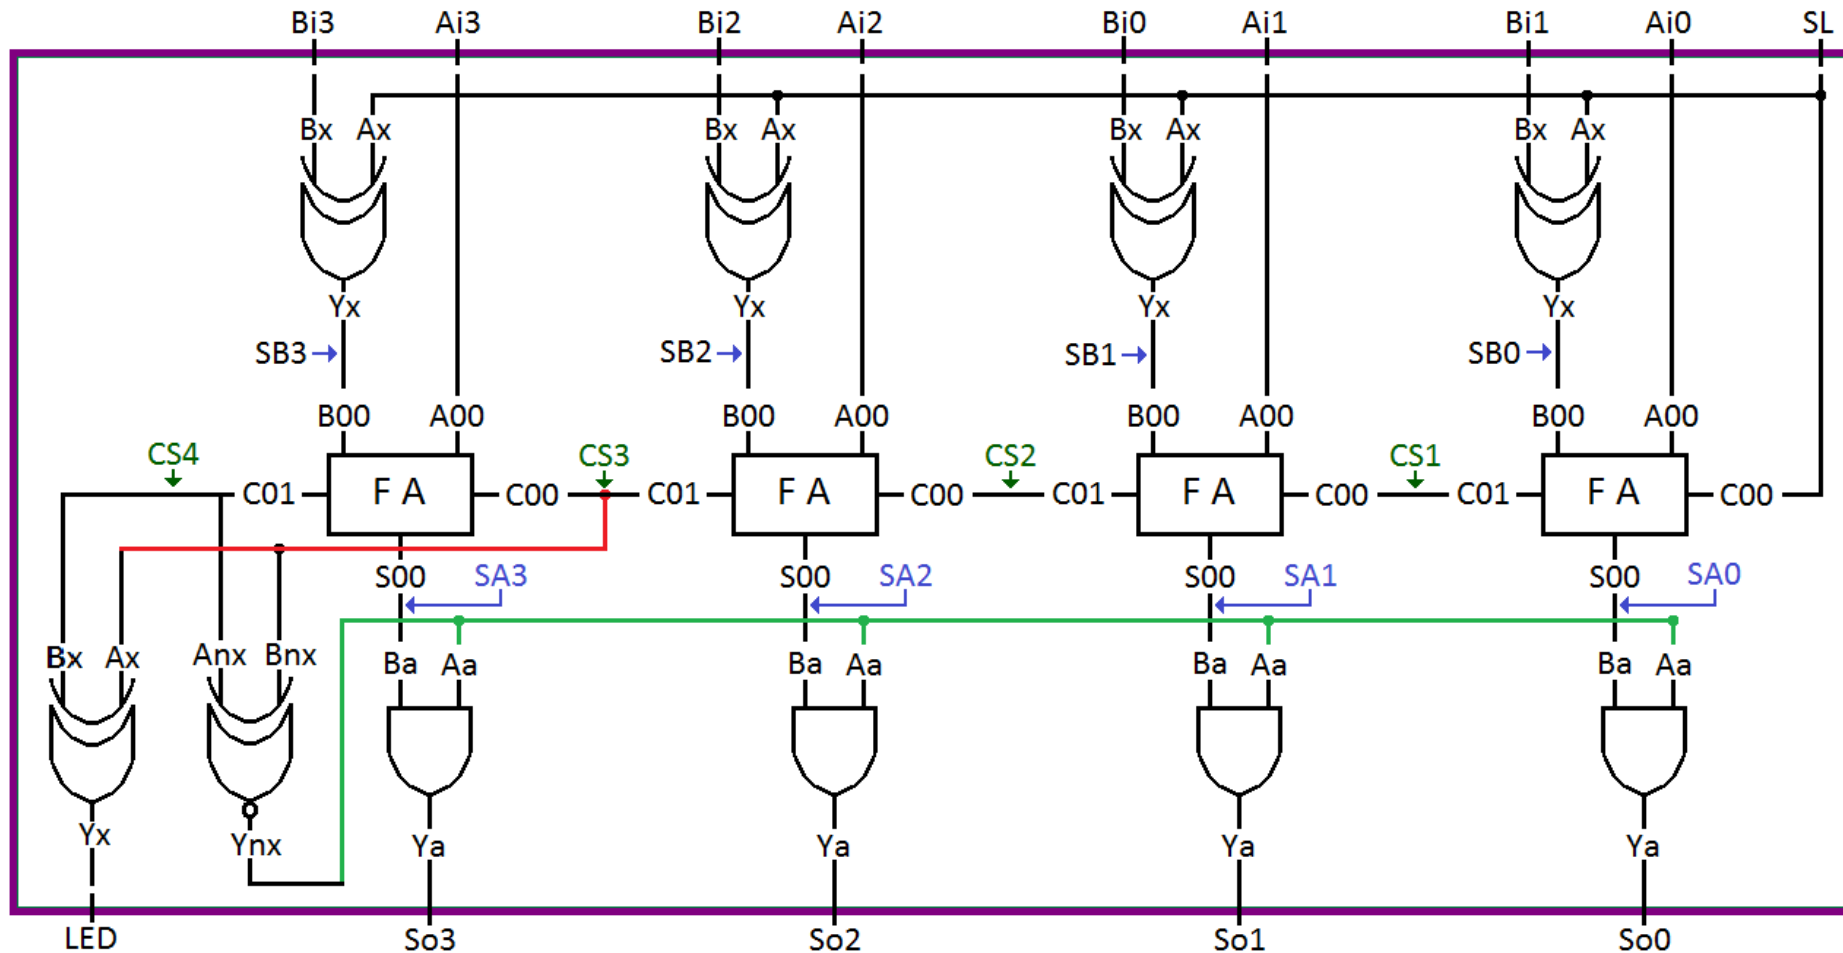 Bi3 Ai3 Bi2 Ai2 Bi0 Ai1 Bi1 Ai0 SL
Bx Ax Bx Ax Bx Ax Bx Ax
Yx Yx Yx Yx
SB3 SB2 SB1 SB0
B00 A00 B00 A00 B00 A00 B00 A00
CS4 CS3 CS2 CS1
C01 F A C00 C01 F A C00 C01 F A C00 C01 F A C00
S00 SA3 S00 SA2 S00 SA1 S00 SA0
Bx Ax Anx Bnx Ba Aa Ba Aa Ba Aa Ba Aa
Yx Ynx Ya Ya Ya Ya
LED So3 So2 So1 So0